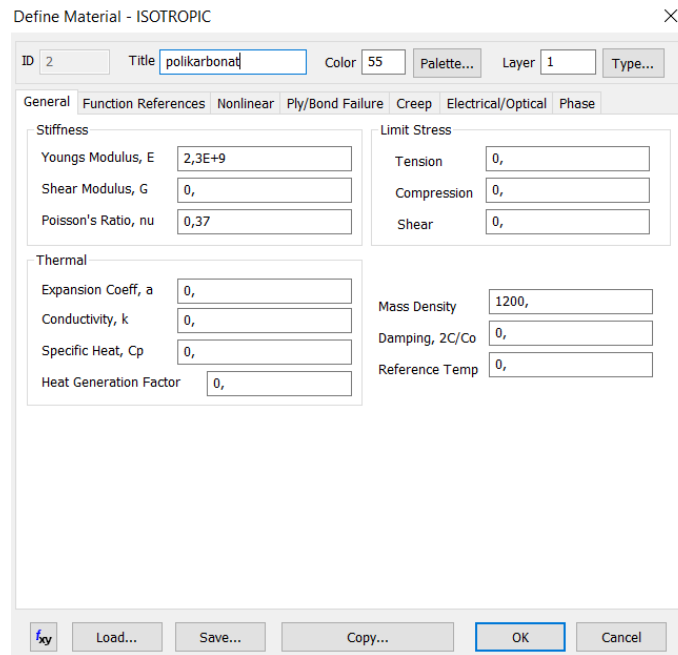 Define Material - ISOTROPIC
ID 2 Title polikarbonat Color 55 Palette... Layer 1 Type...
General Function References Nonlinear Ply/Bond Failure Creep Electrical/Optical Phase
Stiffness
Youngs Modulus, E 2,3E+9
Shear Modulus, G 0,
Poisson's Ratio, nu 0,37
Limit Stress
Tension 0,
Compression 0,
Shear 0,
Thermal
Expansion Coeff, a 0,
Conductivity, k 0,
Specific Heat, Cp 0,
Heat Generation Factor 0,
Mass Density 1200,
Damping, 2C/Co 0,
Reference Temp 0,
fxy Load... Save... Copy... OK Cancel